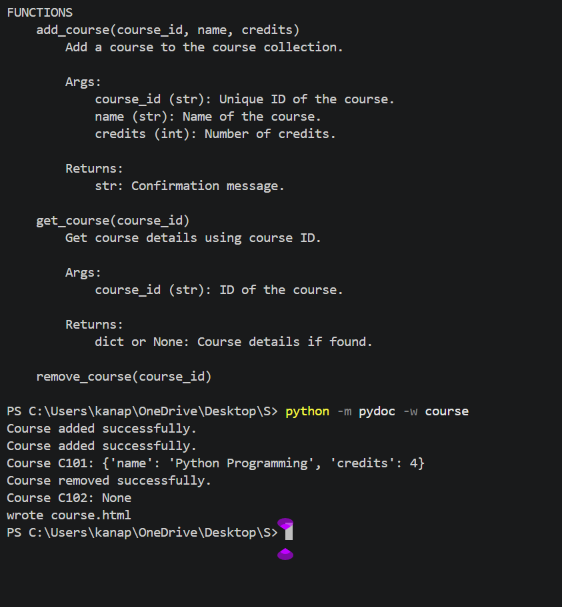 FUNCTIONS
    add_course(course_id, name, credits)
        Add a course to the course collection.

        Args:
            course_id (str): Unique ID of the course.
            name (str): Name of the course.
            credits (int): Number of credits.

        Returns:
            str: Confirmation message.

    get_course(course_id)
        Get course details using course ID.

        Args:
            course_id (str): ID of the course.

        Returns:
            dict or None: Course details if found.

    remove_course(course_id)

PS C:\Users\kanap\OneDrive\Desktop\S> python -m pydoc -w course
Course added successfully.
Course added successfully.
Course C101: {'name': 'Python Programming', 'credits': 4}
Course removed successfully.
Course C102: None
wrote course.html
PS C:\Users\kanap\OneDrive\Desktop\S>